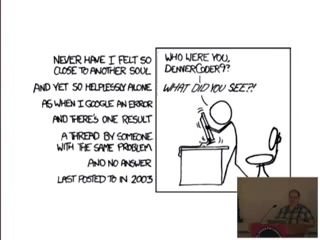 NEVER HAVE I FELT SO
CLOSE TO ANOTHER SOUL
AND YET SO HELPLESSLY ALONE
AS WHEN I GOOGLE AN ERROR
AND THERE'S ONE RESULT
A THREAD BY SOMEONE
WITH THE SAME PROBLEM
AND NO ANSWER
LAST POSTED TO IN 2003
WHO WERE YOU,
DENVERCODER9?
WHAT DID YOU SEE?!